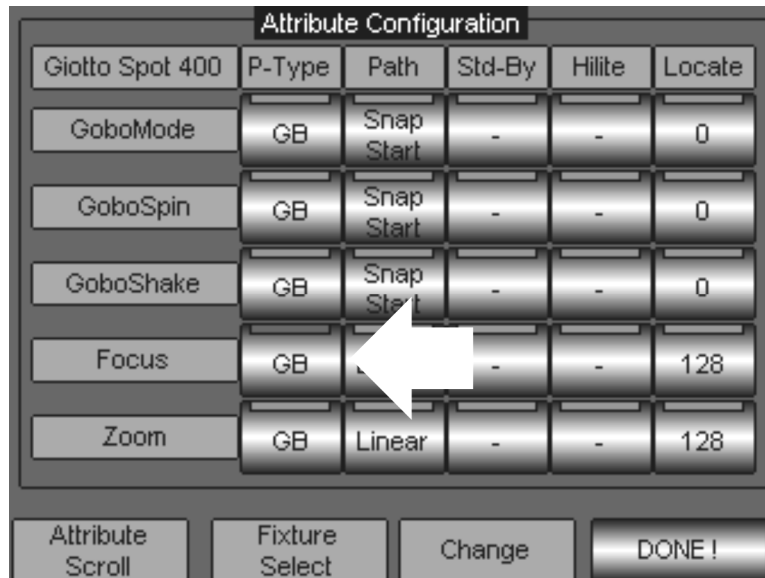 Attribute Configuration
Giotto Spot 400 P-Type Path Std-By Hilite Locate
GoboMode GB Snap Start - - 0
GoboSpin GB Snap Start - - 0
GoboShake GB Snap Start - - 0
Focus GB - - 128
Zoom GB Linear - - 128
Attribute Scroll Fixture Select Change DONE !